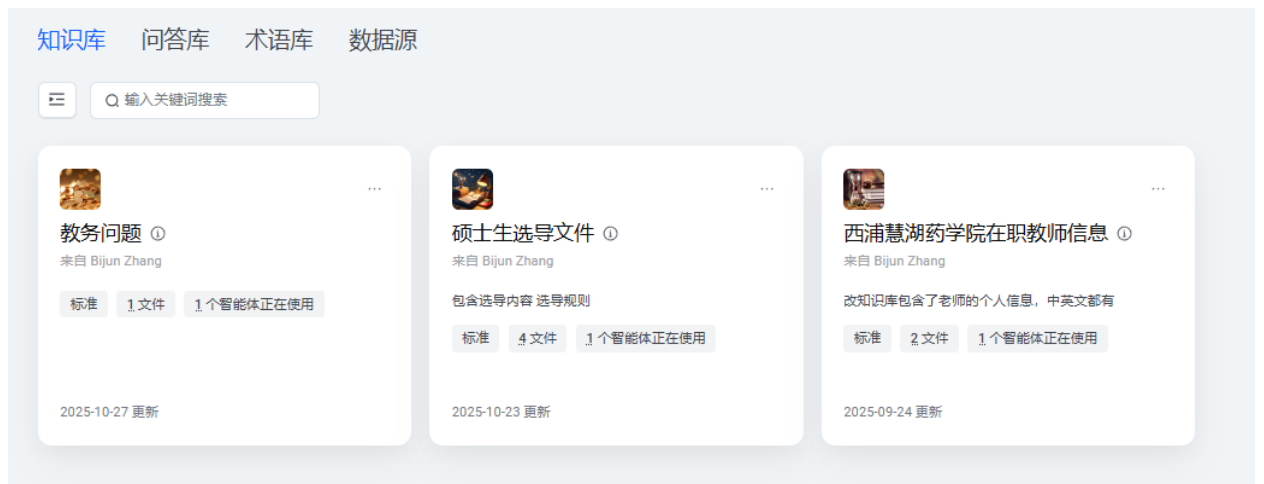 知识库 问答库 术语库 数据源
输入关键词搜索
教务问题
来自 Bijun Zhang
标准 1 文件 1 个智能体正在使用
2025-10-27 更新
硕士生选导文件
来自 Bijun Zhang
包含选导内容 选导规则
标准 4 文件 1 个智能体正在使用
2025-10-23 更新
西浦慧湖药学院在职教师信息
来自 Bijun Zhang
改知识库包含了老师的个人信息，中英文都有
标准 2 文件 1 个智能体正在使用
2025-09-24 更新